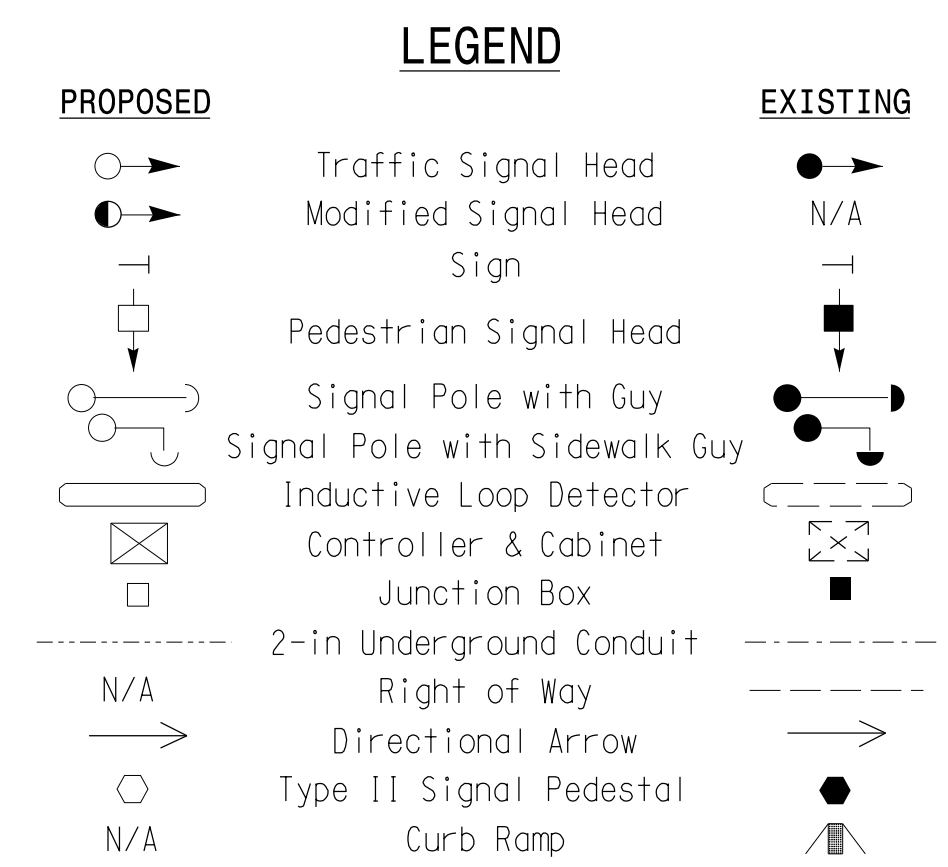 LEGEND
PROPOSED EXISTING
Traffic Signal Head
Modified Signal Head N/A
Sign
Pedestrian Signal Head
Signal Pole with Guy
Signal Pole with Sidewalk Guy
Inductive Loop Detector
Controller & Cabinet
Junction Box
2-in Underground Conduit
N/A Right of Way
Directional Arrow
Type II Signal Pedestal
N/A Curb Ramp